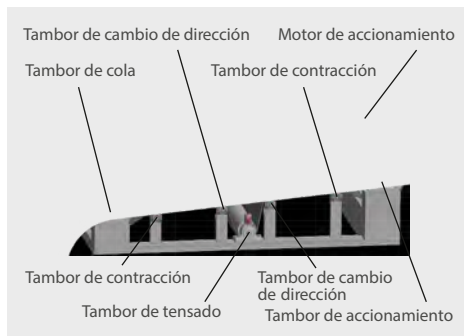 Tambor de cambio de dirección
Motor de accionamiento
Tambor de cola
Tambor de contracción
Tambor de contracción
Tambor de cambio
de dirección
Tambor de tensado
Tambor de accionamiento